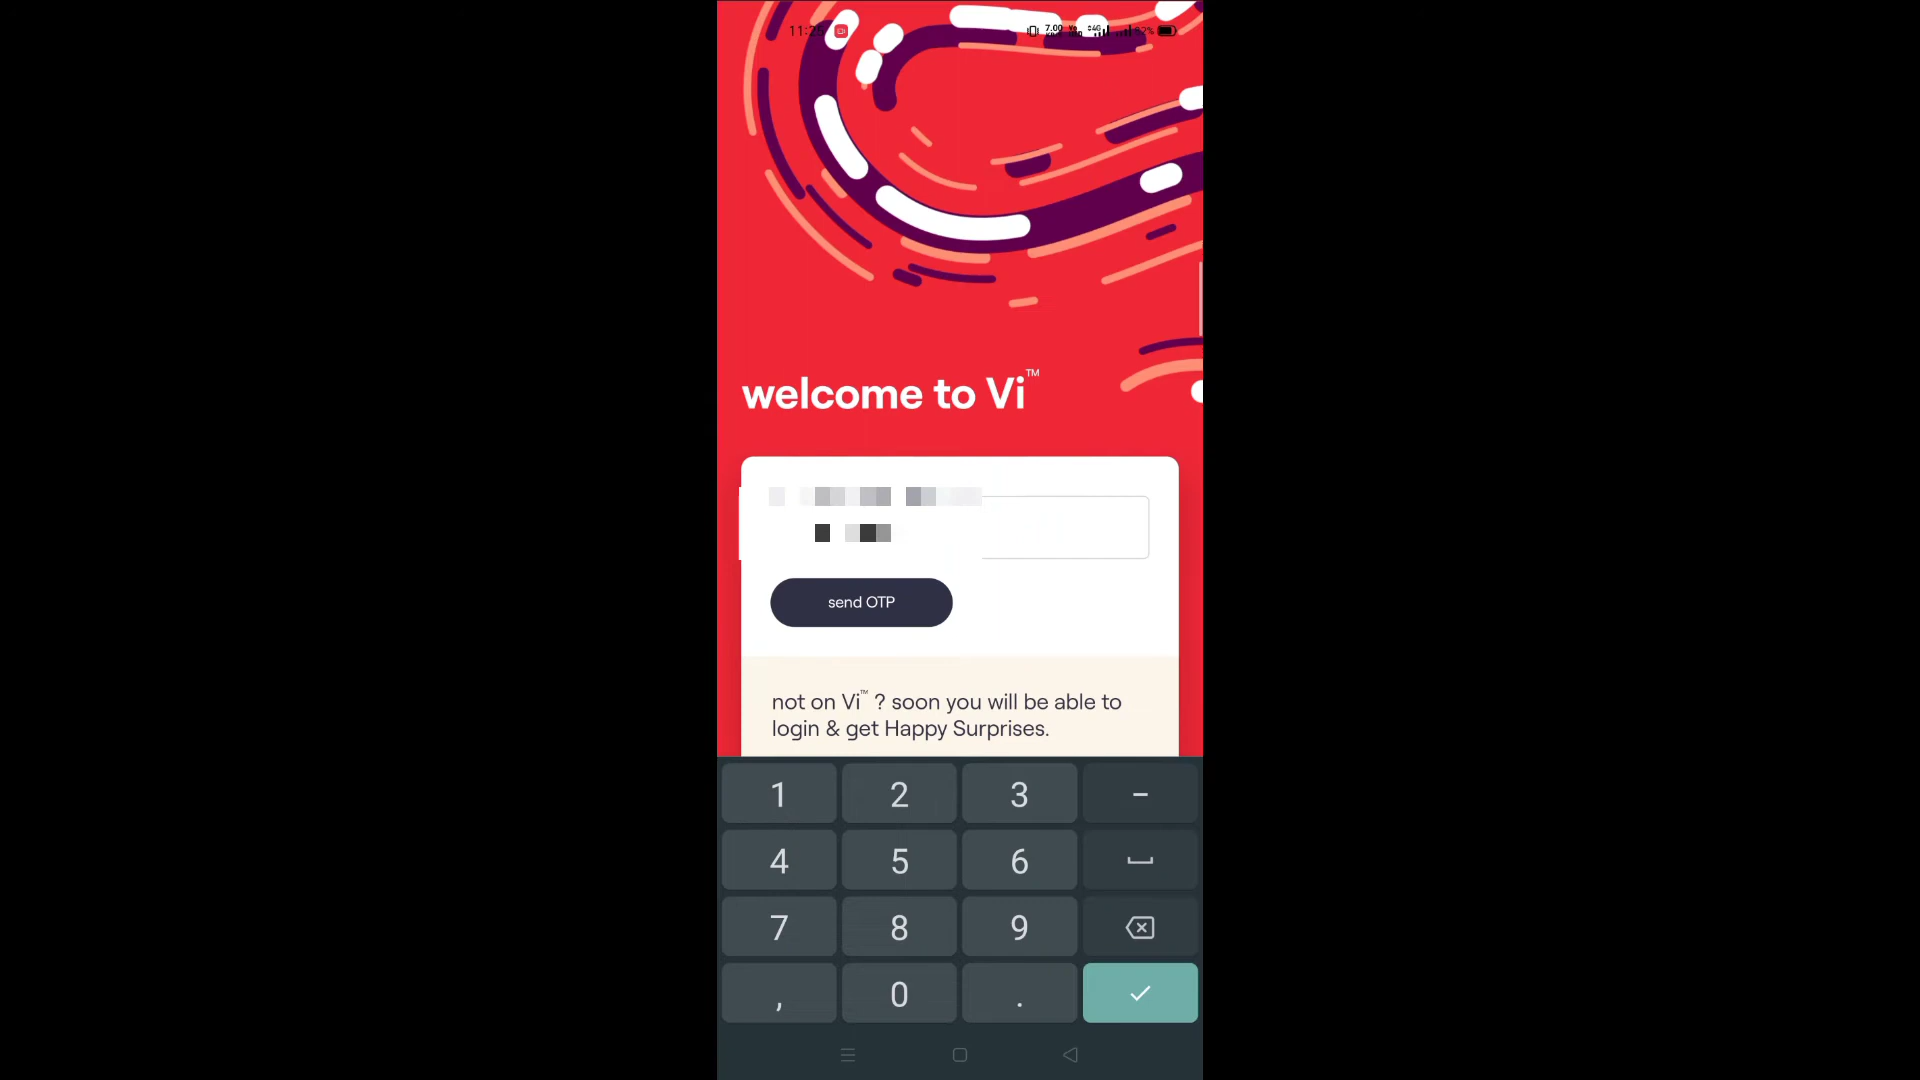 welcome to Vi™
send OTP
not on Vi™ ? soon you will be able to
login & get Happy Surprises.
1 2 3 –
4 5 6
7 8 9
, 0 .